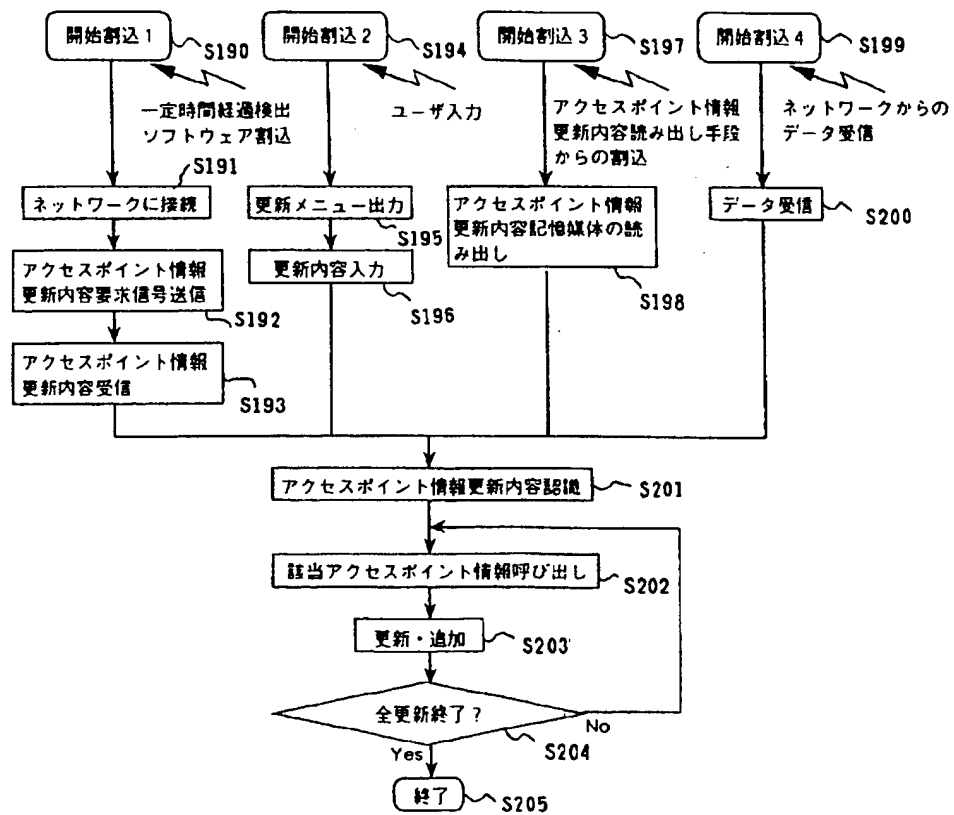 開始割込1
S190
一定時間経過検出
ソフトウェア割込
S191
ネットワークに接続
アクセスポイント情報
更新内容要求信号送信
S192
アクセスポイント情報
更新内容受信
S193
開始割込2
S194
ユーザ入力
更新メニュー出力
S195
更新内容入力
S196
開始割込3
S197
アクセスポイント情報
更新内容読み出し手段
からの割込
アクセスポイント情報
更新内容記憶媒体の読
み出し
S198
開始割込4
S199
ネットワークからの
データ受信
データ受信
S200
アクセスポイント情報更新内容認識
S201
該当アクセスポイント情報呼び出し
S202
更新・追加
S203
全更新終了?
S204
No
Yes
終了
S205